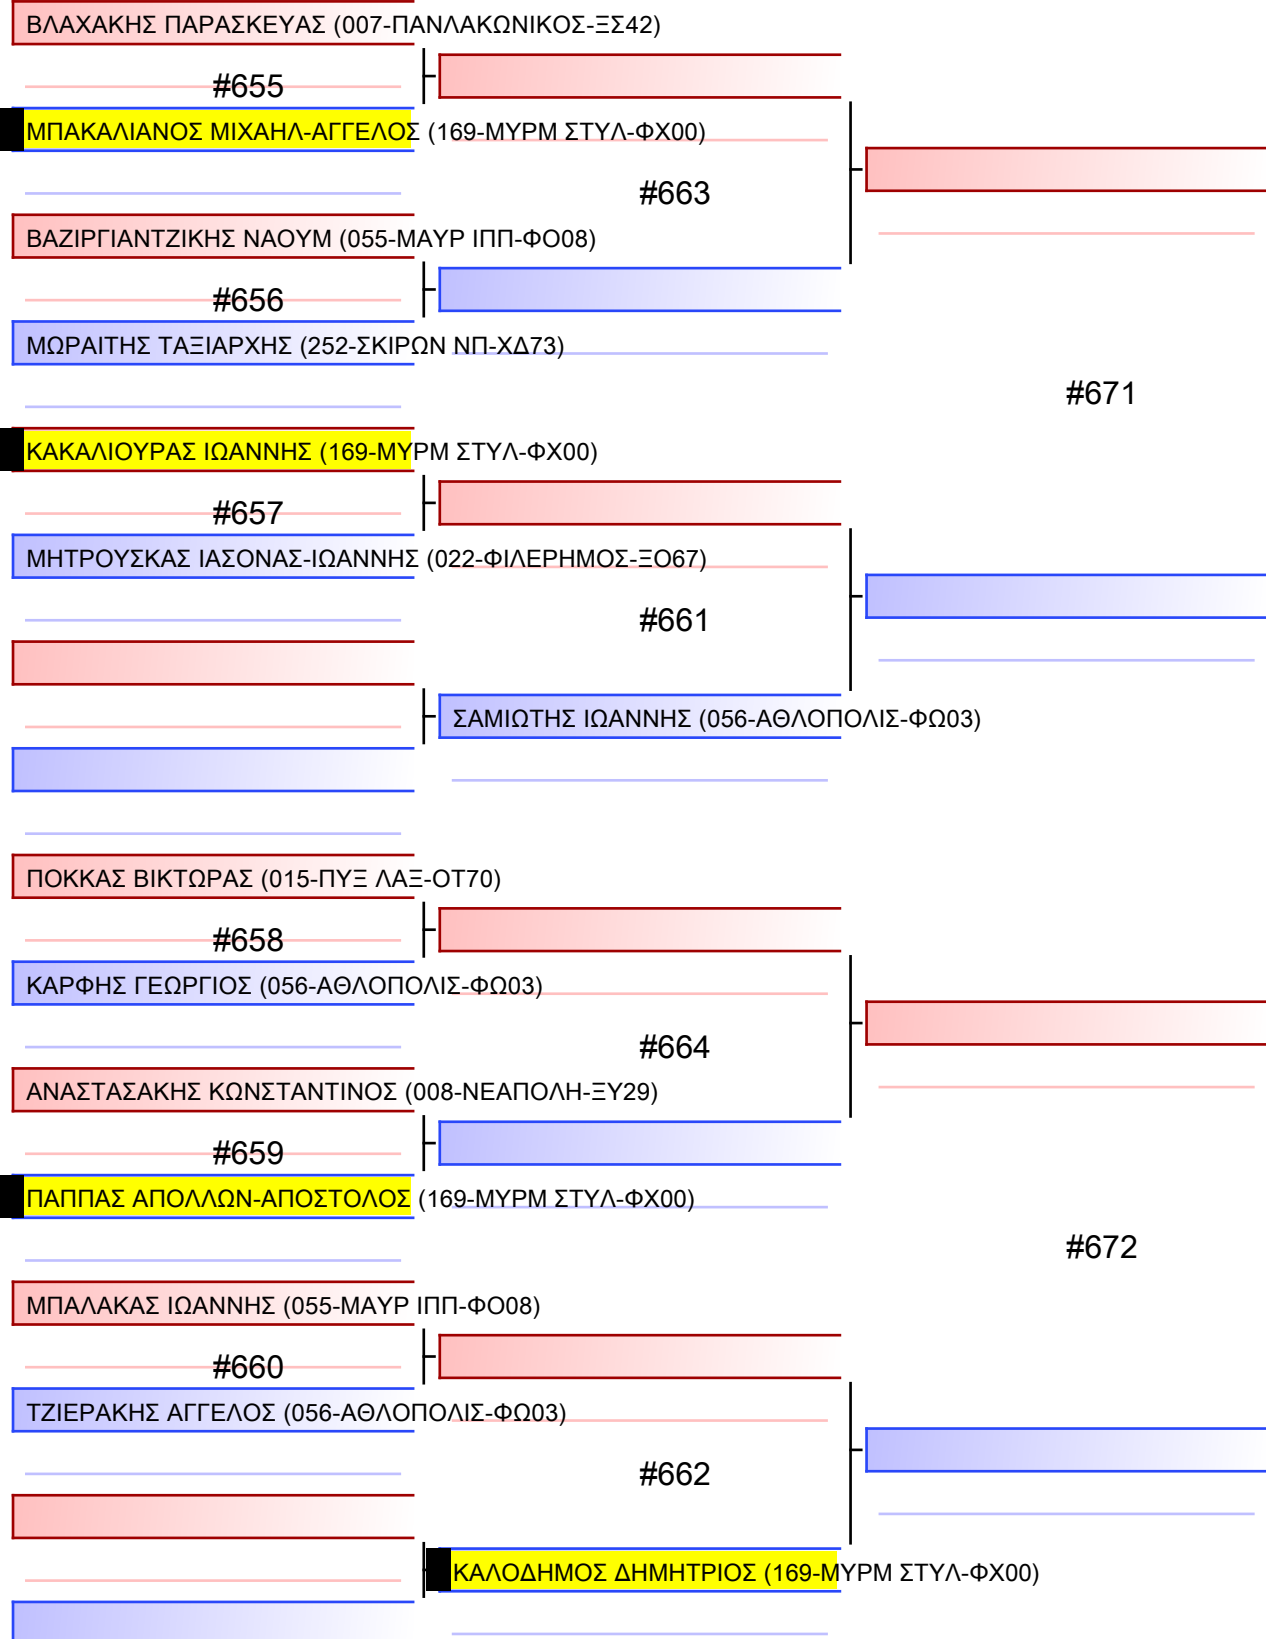 ΒΛΑΧΑΚΗΣ ΠΑΡΑΣΚΕΥΑΣ (007-ΠΑΝΛΑΚΩΝΙΚΟΣ-ΞΣ42)
#655
ΜΠΑΚΑΛΙΑΝΟΣ ΜΙΧΑΗΛ-ΑΓΓΕΛΟΣ (169-ΜΥΡΜ ΣΤΥΛ-ΦΧ00)
#663
ΒΑΖΙΡΓΙΑΝΤΖΙΚΗΣ ΝΑΟΥΜ (055-ΜΑΥΡ ΙΠΠ-ΦΟ08)
#656
ΜΩΡΑΙΤΗΣ ΤΑΞΙΑΡΧΗΣ (252-ΣΚΙΡΩΝ ΝΠ-ΧΔ73)
#671
ΚΑΚΑΛΙΟΥΡΑΣ ΙΩΑΝΝΗΣ (169-ΜΥΡΜ ΣΤΥΛ-ΦΧ00)
#657
ΜΗΤΡΟΥΣΚΑΣ ΙΑΣΟΝΑΣ-ΙΩΑΝΝΗΣ (022-ΦΙΛΕΡΗΜΟΣ-ΞΟ67)
#661
ΣΑΜΙΩΤΗΣ ΙΩΑΝΝΗΣ (056-ΑΘΛΟΠΟΛΙΣ-ΦΩ03)
ΠΟΚΚΑΣ ΒΙΚΤΩΡΑΣ (015-ΠΥΞ ΛΑΞ-ΟΤ70)
#658
ΚΑΡΦΗΣ ΓΕΩΡΓΙΟΣ (056-ΑΘΛΟΠΟΛΙΣ-ΦΩ03)
#664
ΑΝΑΣΤΑΣΑΚΗΣ ΚΩΝΣΤΑΝΤΙΝΟΣ (008-ΝΕΑΠΟΛΗ-ΞΥ29)
#659
ΠΑΠΠΑΣ ΑΠΟΛΛΩΝ-ΑΠΟΣΤΟΛΟΣ (169-ΜΥΡΜ ΣΤΥΛ-ΦΧ00)
#672
ΜΠΑΛΑΚΑΣ ΙΩΑΝΝΗΣ (055-ΜΑΥΡ ΙΠΠ-ΦΟ08)
#660
ΤΖΙΕΡΑΚΗΣ ΑΓΓΕΛΟΣ (056-ΑΘΛΟΠΟΛΙΣ-ΦΩ03)
#662
ΚΑΛΟΔΗΜΟΣ ΔΗΜΗΤΡΙΟΣ (169-ΜΥΡΜ ΣΤΥΛ-ΦΧ00)